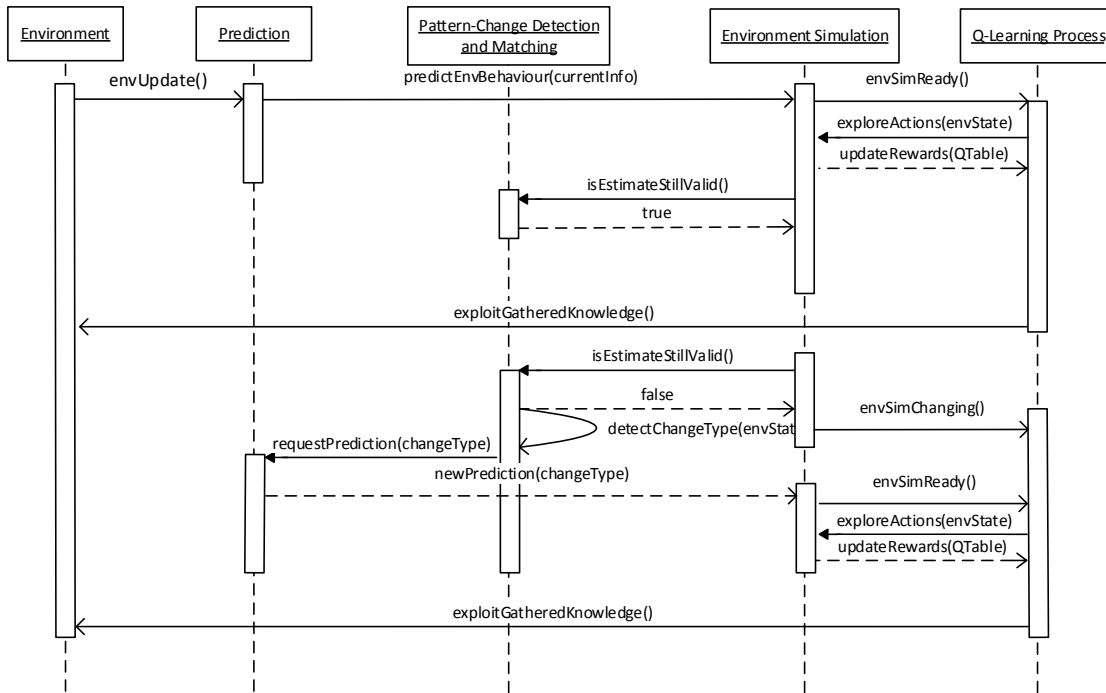 Environment
Prediction
Pattern-Change Detection
and Matching
Environment Simulation
Q-Learning Process
envUpdate()
predictEnvBehaviour(currentInfo)
envSimReady()
exploreActions(envState)
updateRewards(QTable)
isEstimateStillValid()
true
exploitGatheredKnowledge()
isEstimateStillValid()
false
envSimChanging()
detectChangeType(envStat
requestPrediction(changeType)
newPrediction(changeType)
envSimReady()
exploreActions(envState)
updateRewards(QTable)
exploitGatheredKnowledge()